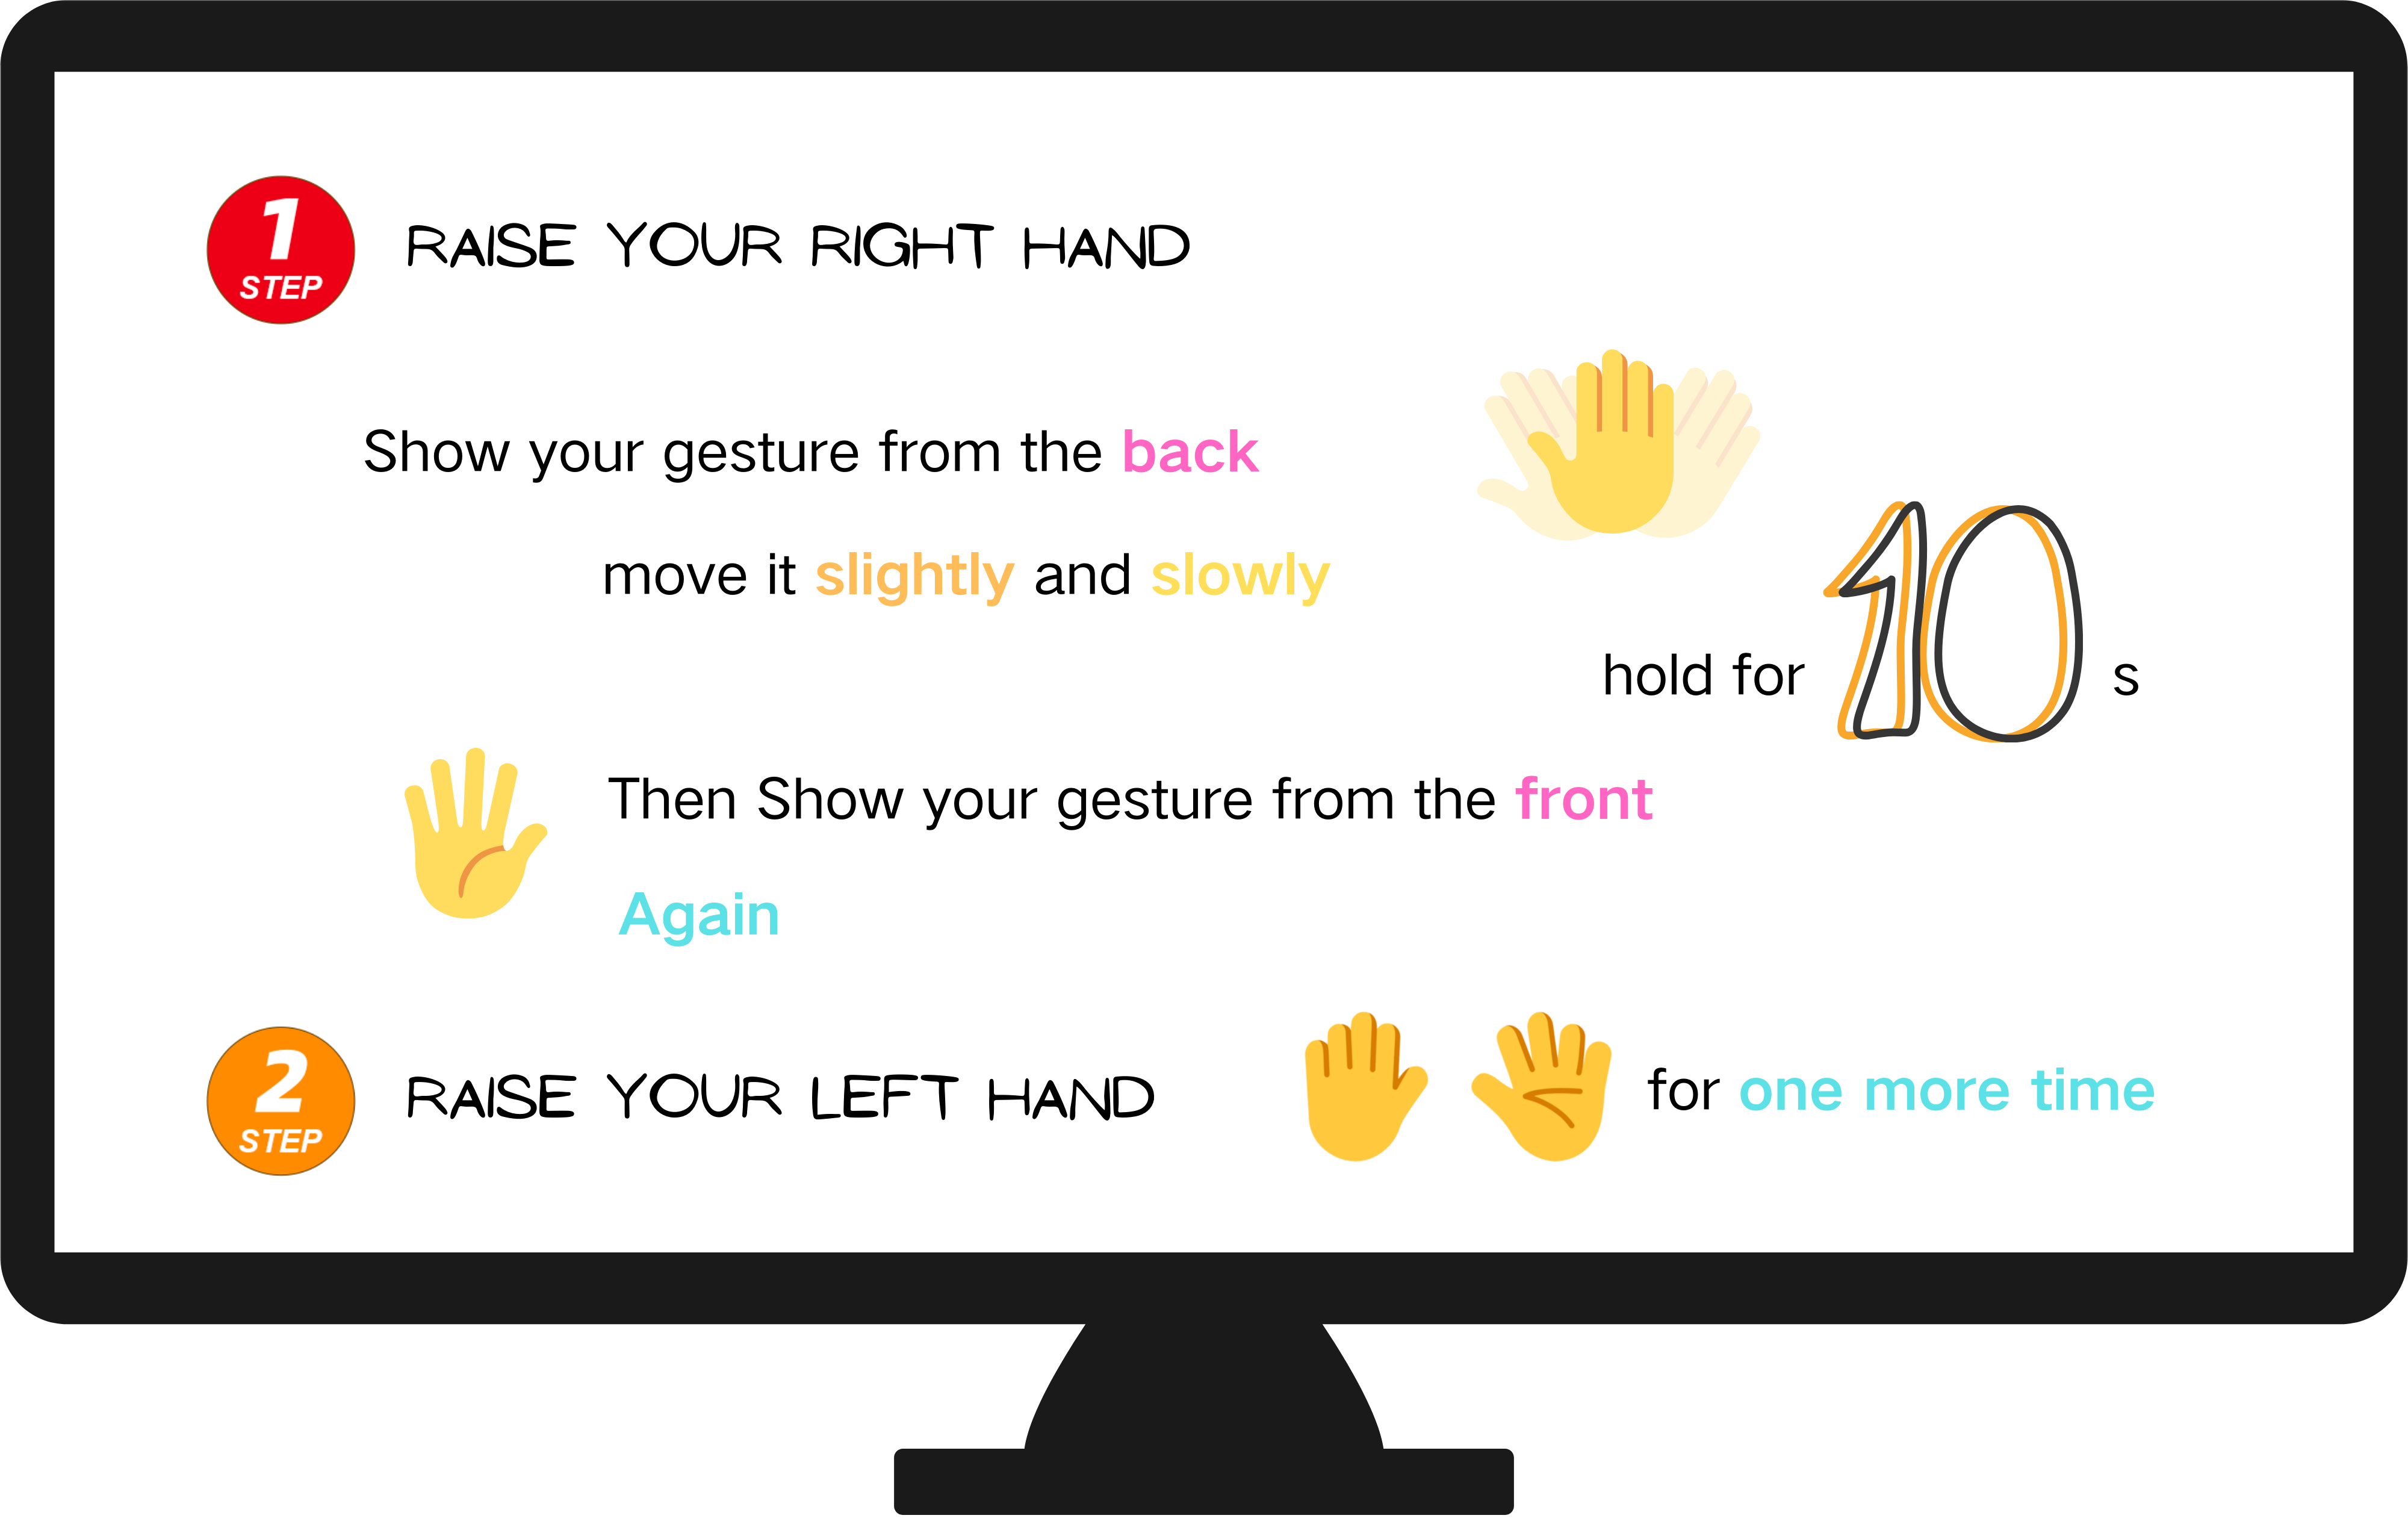 1
STEP
RAISE YOUR RIGHT HAND
Show your gesture from the back
move it slightly and slowly
hold for 10 s
Then Show your gesture from the front
Again
2
STEP
RAISE YOUR LEFT HAND
for one more time